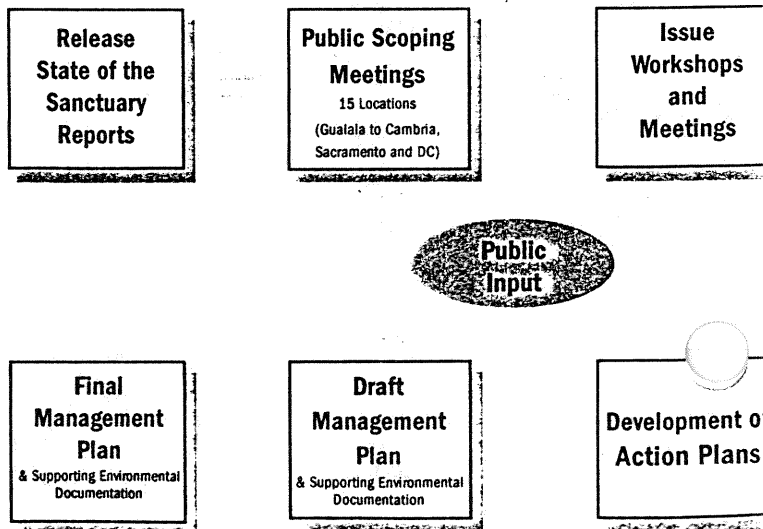 Release
State of the
Sanctuary
Reports
Public Scoping
Meetings
15 Locations
(Gualala to Cambria,
Sacramento and DC)
Issue
Workshops
and
Meetings
Public
Input
Final
Management
Plan
& Supporting Environmental
Documentation
Draft
Management
Plan
& Supporting Environmental
Documentation
Development of
Action Plans